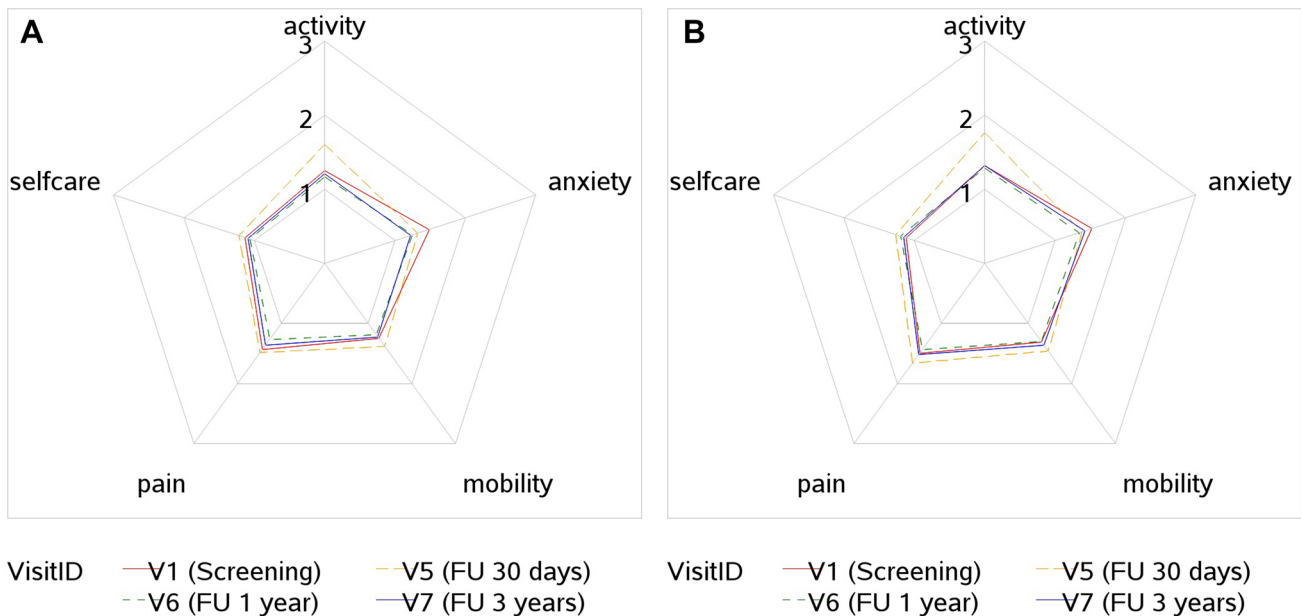 A
activity
3
2
1
selfcare
anxiety
pain
mobility
B
activity
3
2
1
selfcare
anxiety
pain
mobility
VisitID V1 (Screening) V5 (FU 30 days)
V6 (FU 1 year) V7 (FU 3 years)
VisitID V1 (Screening) V5 (FU 30 days)
V6 (FU 1 year) V7 (FU 3 years)